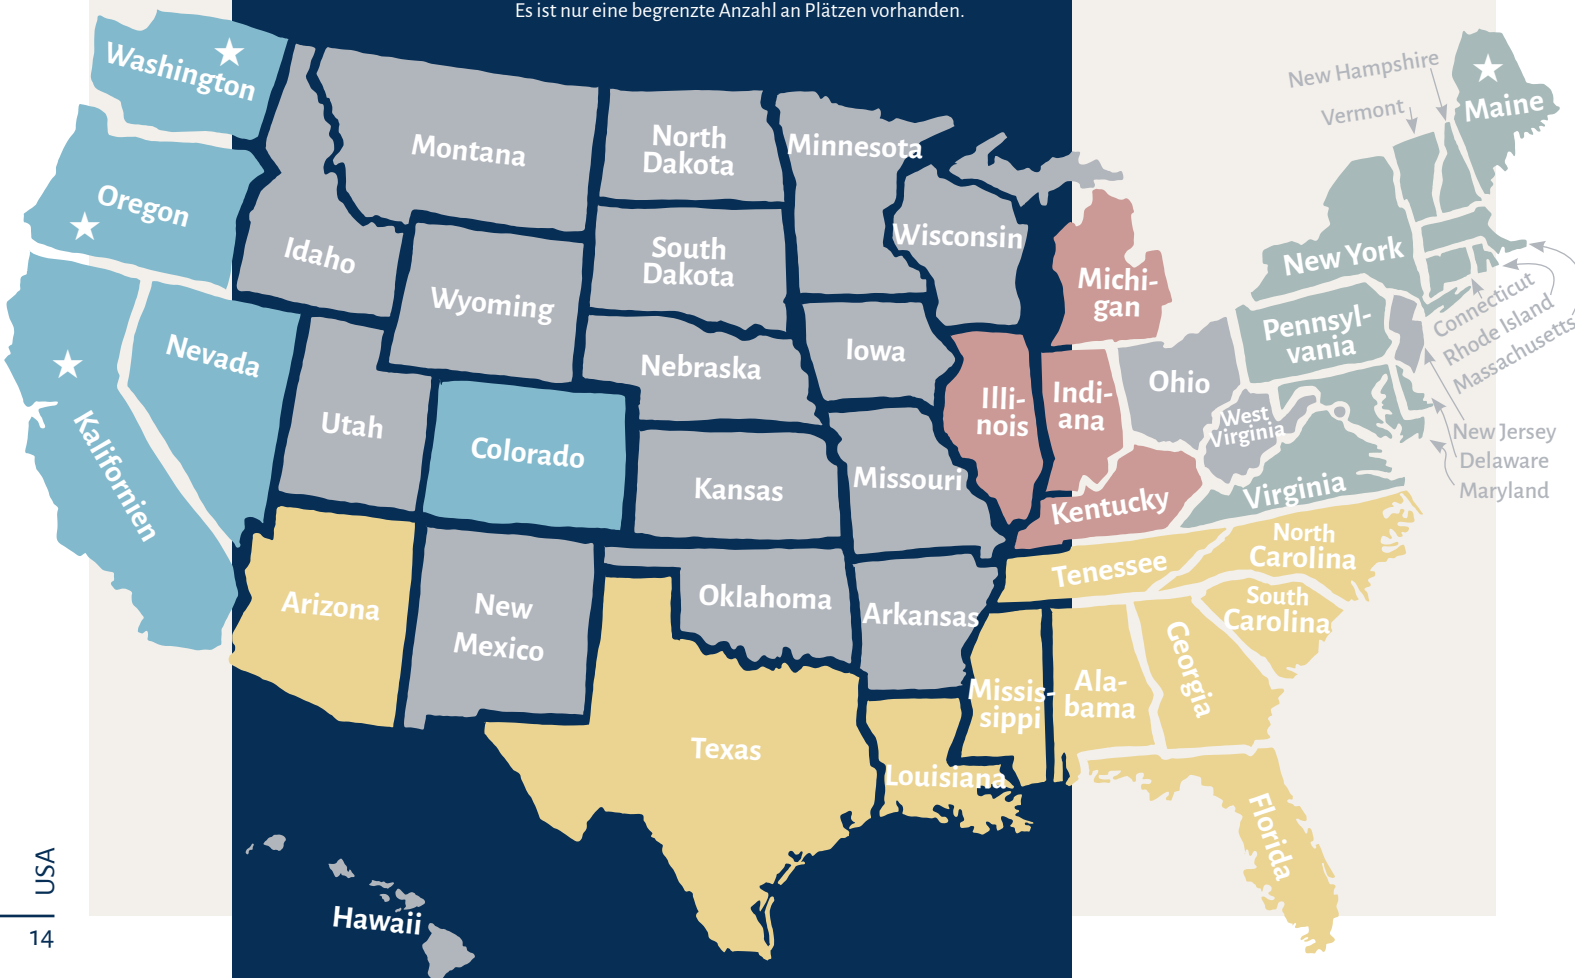 Es ist nur eine begrenzte Anzahl an Plätzen vorhanden.
Washington
Oregon
Kalifornien
Nevada
Idaho
Montana
Wyoming
Utah
Colorado
Arizona
New
Mexico
North
Dakota
South
Dakota
Nebraska
Kansas
Oklahoma
Texas
Minnesota
Iowa
Missouri
Arkansas
Louisiana
Wisconsin
Illi-
nois
Michi-
gan
Indi-
ana
Ohio
Kentucky
Tenessee
Missis-
sippi
Ala-
bama
Georgia
Florida
South
Carolina
North
Carolina
Virginia
West
Virginia
Pennsyl-
vania
New York
Vermont
New Hampshire
Maine
Connecticut
Rhode Island
Massachusetts
New Jersey
Delaware
Maryland
Hawaii
USA
14